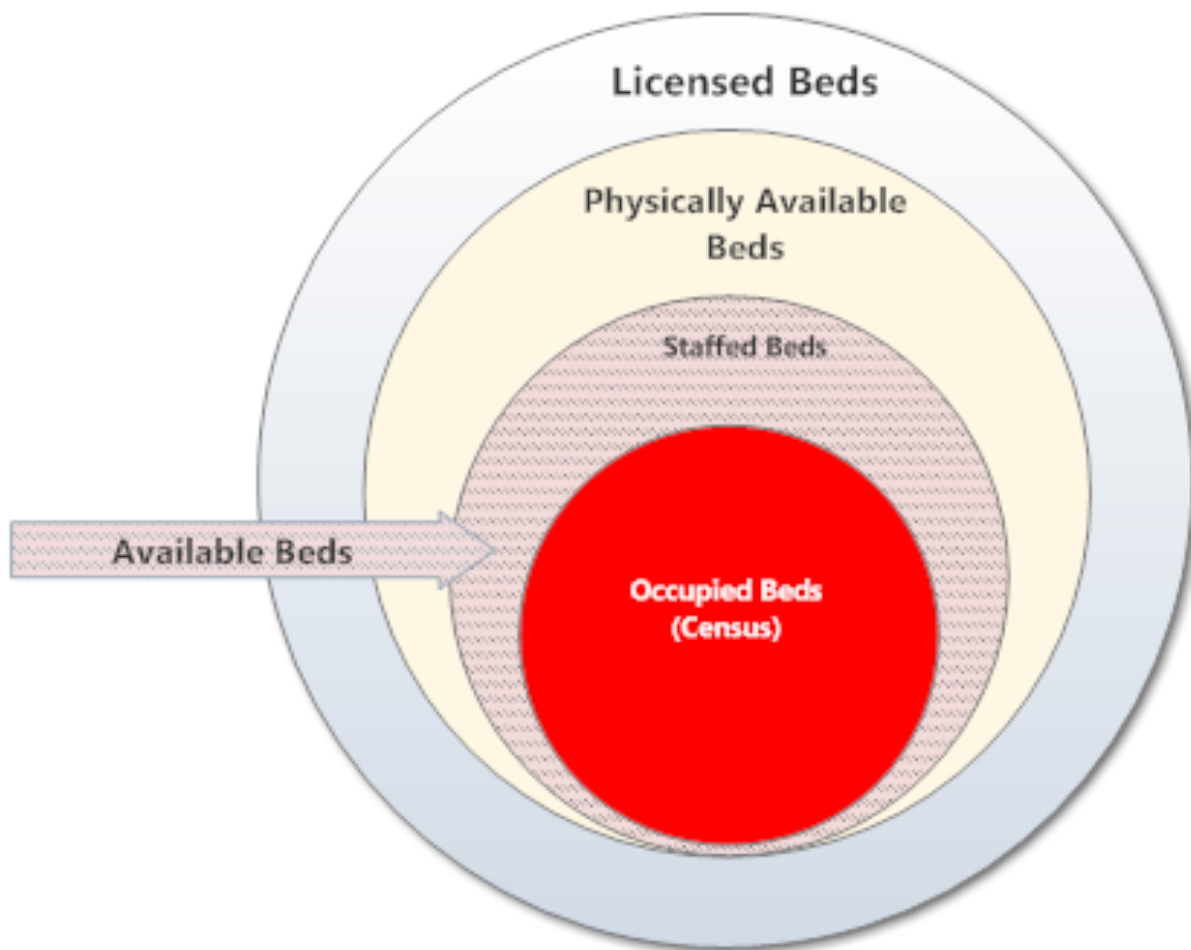 Licensed Beds
Physically Available
Beds
Staffed Beds
Available Beds
Occupied Beds
(Census)